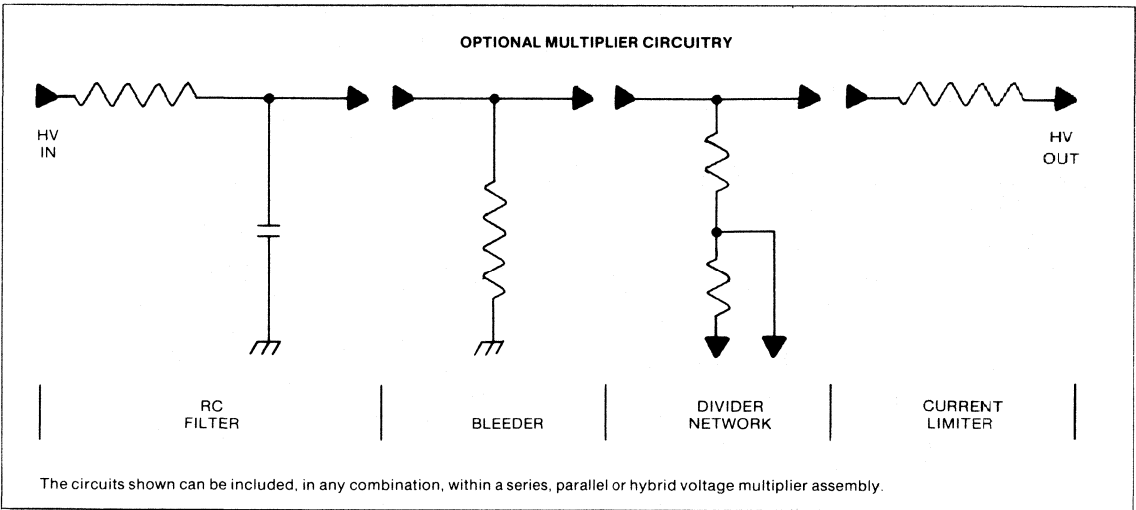 OPTIONAL MULTIPLIER CIRCUITRY
HV
IN
HV
OUT
RC
FILTER
BLEEDER
DIVIDER
NETWORK
CURRENT
LIMITER
The circuits shown can be included, in any combination, within a series, parallel or hybrid voltage multiplier assembly.